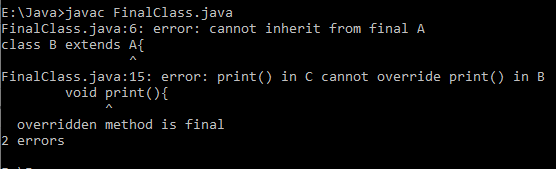 E:\Java>javac FinalClass.java
FinalClass.java:6: error: cannot inherit from final A
class B extends A{
                ^
FinalClass.java:15: error: print() in C cannot override print() in B
        void print(){
             ^
  overridden method is final
2 errors